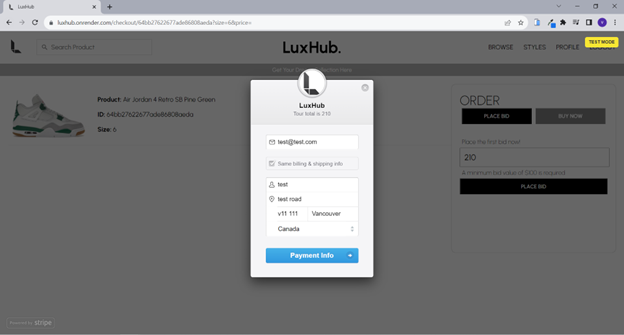 LuxHub
luxhub.onrender.com/checkout/64bb27622677ade86808aeda?size=6&price=
TEST MODE
Search Product
LuxHub.
BROWSE STYLES PROFILE
Product: Air Jordan 4 Retro SB Pine Green
ID: 64bb27622677ade86808aeda
Size: 6
LuxHub
Your total is 210
test@test.com
Same billing & shipping info
test
test road
v11 111 Vancouver
Canada
Payment Info
ORDER
PLACE BID BUY NOW
Place the first bid now!
210
A minimum bid value of $100 is required
PLACE BID
Powered by stripe